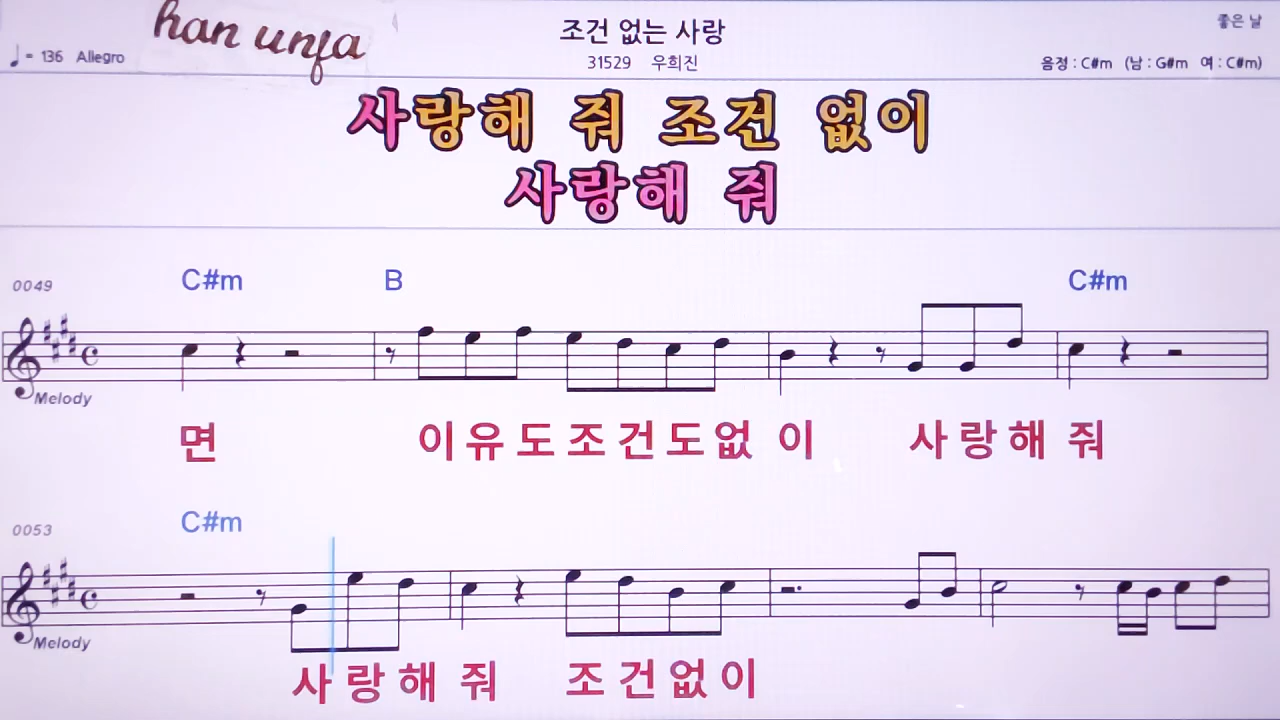 han unja
조건 없는 사랑
좋은 날
♩= 136 Allegro
31529 우희진
음정 : C#m (남 : G#m 여 : C#m)
사랑해 줘 조건 없이
사랑해 줘
0049 C#m B C#m
Melody
면 이유도조건도없 이 사랑해 줘
0053 C#m
Melody
사랑해 줘 조건없이